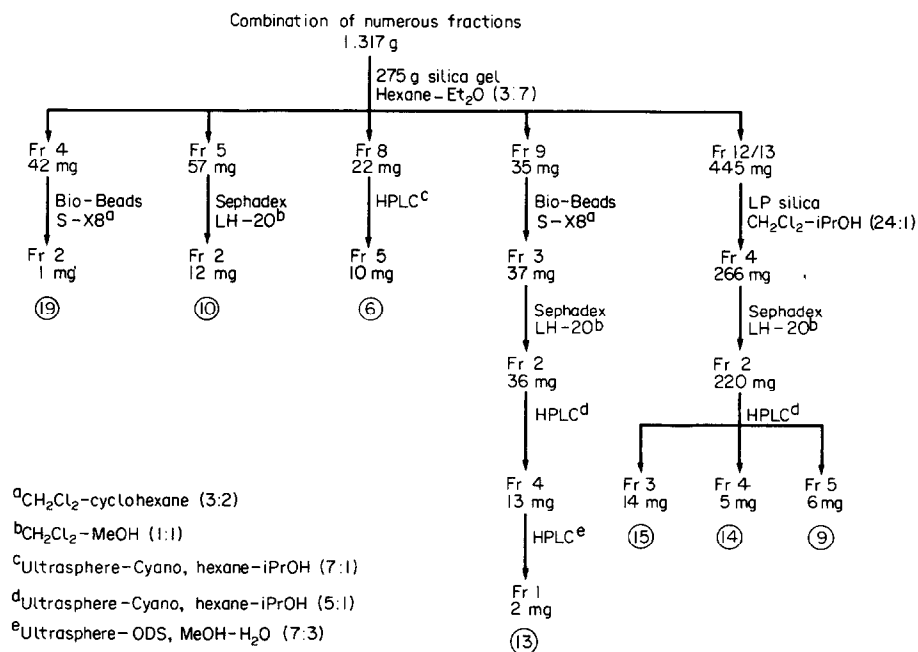 Combination of numerous fractions
1.317 g
275 g silica gel
Hexane-Et₂O (3:7)
Fr 4
42 mg
Fr 5
57 mg
Fr 8
22 mg
Fr 9
35 mg
Fr 12/13
445 mg
Bio-Beads
S-X8ᵃ
Sephadex
LH-20ᵇ
HPLCᶜ
Bio-Beads
S-X8ᵃ
LP silica
CH₂Cl₂-iPrOH (24:1)
Fr 2
1 mg
Fr 2
12 mg
Fr 5
10 mg
Fr 3
37 mg
Fr 4
266 mg
19
10
6
Sephadex
LH-20ᵇ
Sephadex
LH-20ᵇ
Fr 2
36 mg
Fr 2
220 mg
HPLCᵈ
HPLCᵈ
Fr 4
13 mg
Fr 3
14 mg
Fr 4
5 mg
Fr 5
6 mg
15
14
9
HPLCᵉ
Fr 1
2 mg
13
ᵃCH₂Cl₂-cyclohexane (3:2)
ᵇCH₂Cl₂-MeOH (1:1)
ᶜUltrasphere-Cyano, hexane-iPrOH (7:1)
ᵈUltrasphere-Cyano, hexane-iPrOH (5:1)
ᵉUltrasphere-ODS, MeOH-H₂O (7:3)